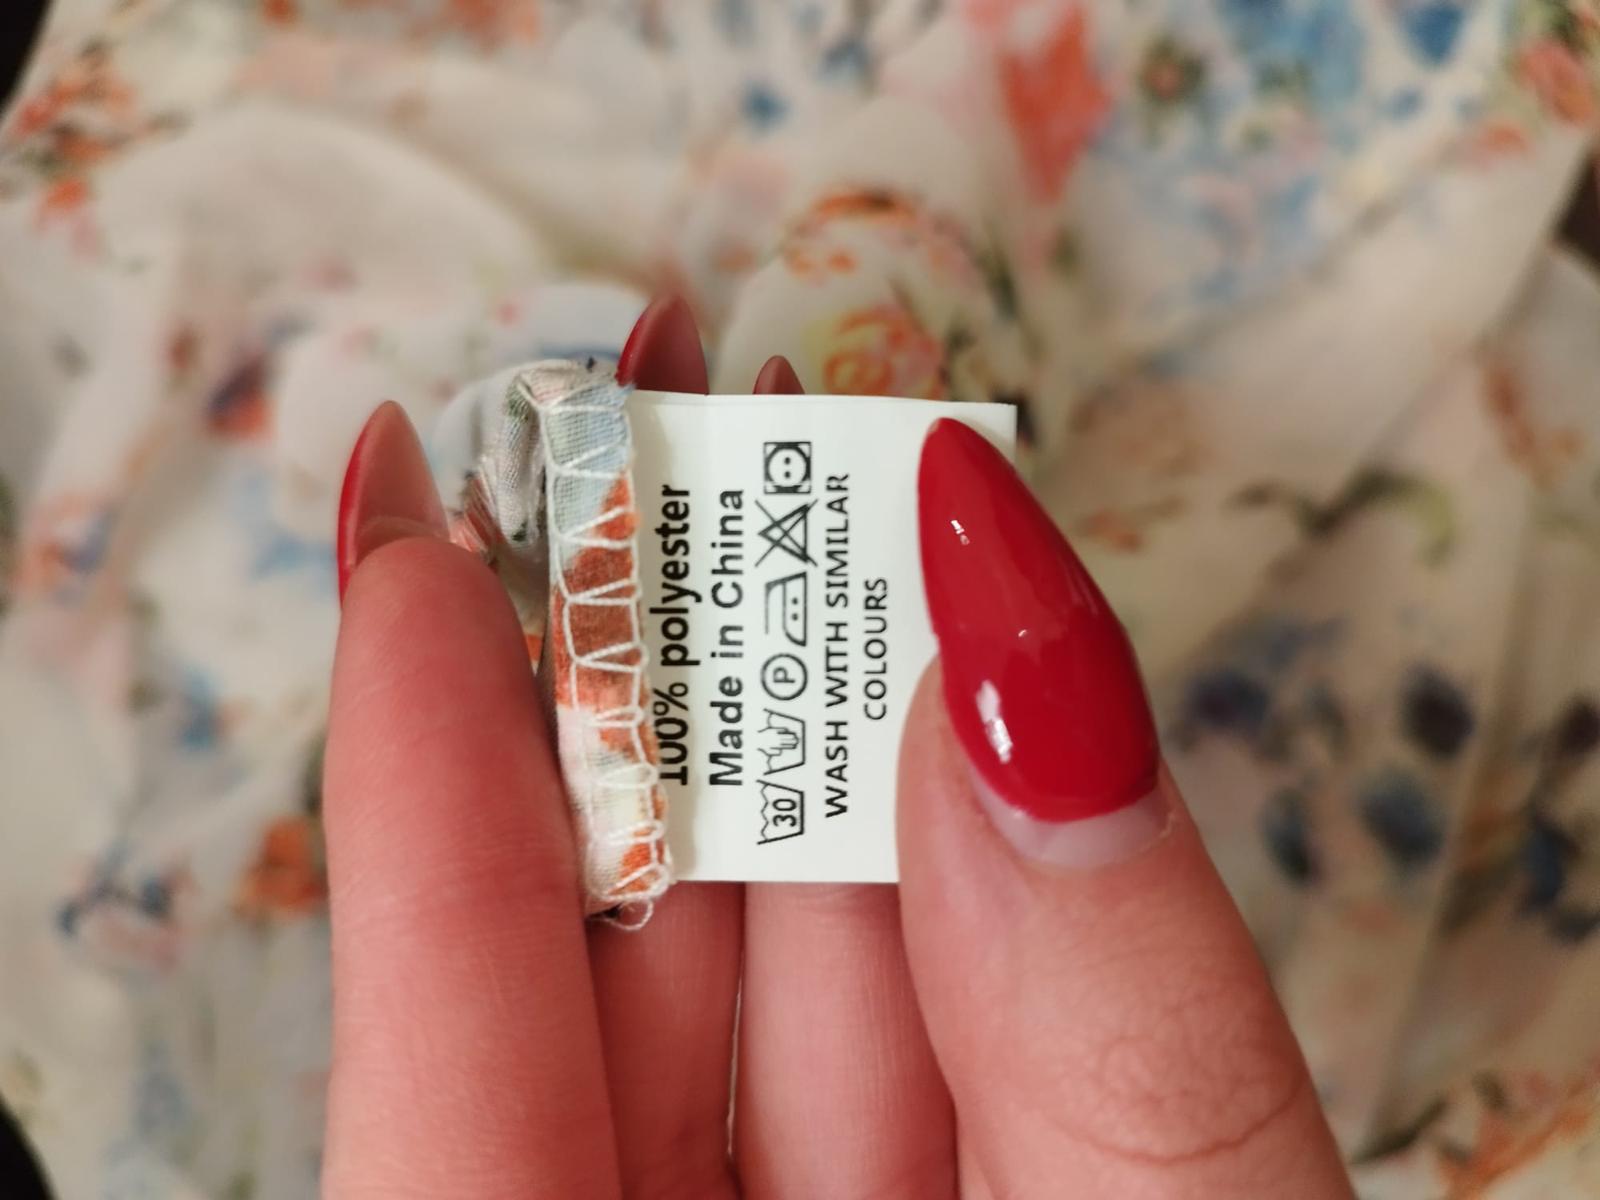 100% polyester
Made in China
30 P
WASH WITH SIMILAR
COLOURS